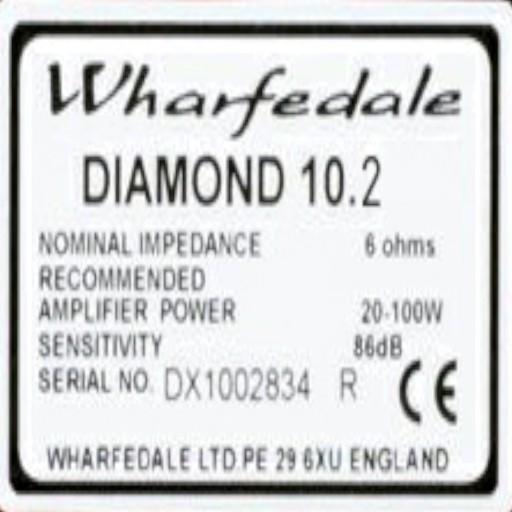 Wharfedale
DIAMOND 10.2
NOMINAL IMPEDANCE 6 ohms
RECOMMENDED
AMPLIFIER POWER 20-100W
SENSITIVITY 86dB
SERIAL NO. DX1002834 R CE
WHARFEDALE LTD.PE 29 6XU ENGLAND